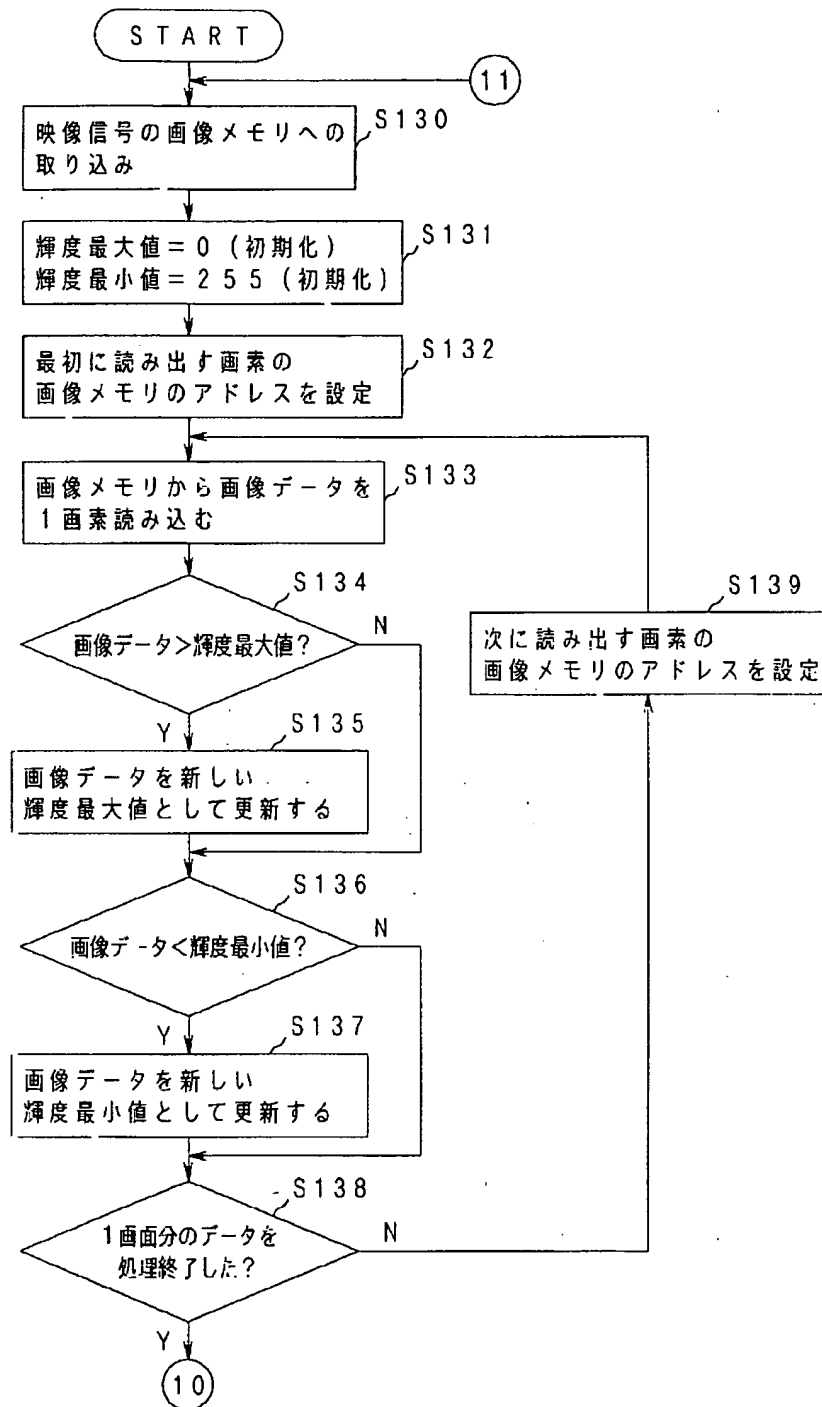 START
11
S130
映像信号の画像メモリへの
取り込み
S131
輝度最大値=0(初期化)
輝度最小値=255(初期化)
S132
最初に読み出す画素の
画像メモリのアドレスを設定
S133
画像メモリから画像データを
1画素読み込む
S134
画像データ>輝度最大値?
N
Y
S135
画像データを新しい
輝度最大値として更新する
S136
画像データ<輝度最小値?
N
Y
S137
画像データを新しい
輝度最小値として更新する
S138
1画面分のデータを
処理終了した?
N
Y
10
S139
次に読み出す画素の
画像メモリのアドレスを設定